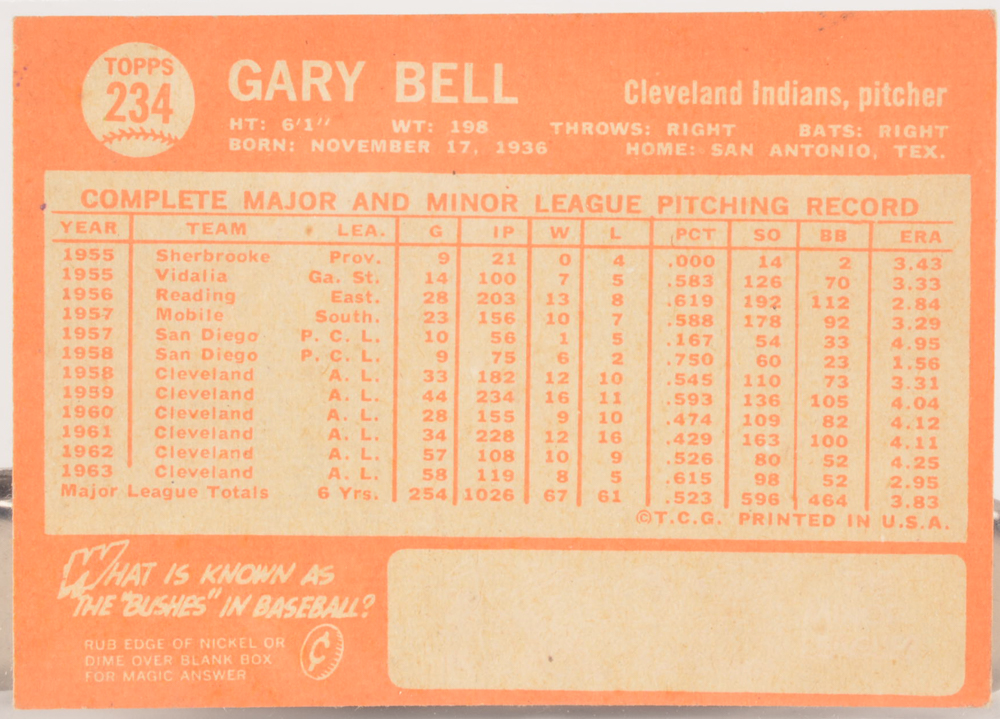 TOPPS
234
GARY BELL
Cleveland Indians, pitcher
HT: 6'1" WT: 198 THROWS: RIGHT BATS: RIGHT
BORN: NOVEMBER 17, 1936 HOME: SAN ANTONIO, TEX.
COMPLETE MAJOR AND MINOR LEAGUE PITCHING RECORD
YEAR TEAM LEA. G IP W L PCT SO BB ERA
1955 Sherbrooke Prov. 9 21 0 4 .000 14 2 3.43
1955 Vidalia Ga. St. 14 100 7 5 .583 126 70 3.33
1956 Reading East. 28 203 13 8 .619 192 112 2.84
1957 Mobile South. 23 156 10 7 .588 178 92 3.29
1957 San Diego P. C. L. 10 56 1 5 .167 54 33 4.95
1958 San Diego P. C. L. 9 75 6 2 .750 60 23 1.56
1958 Cleveland A. L. 33 182 12 10 .545 110 73 3.31
1959 Cleveland A. L. 44 234 16 11 .593 136 105 4.04
1960 Cleveland A. L. 28 155 9 10 .474 109 82 4.12
1961 Cleveland A. L. 34 228 12 16 .429 163 100 4.11
1962 Cleveland A. L. 57 108 10 9 .526 80 52 4.25
1963 Cleveland A. L. 58 119 8 5 .615 98 52 2.95
Major League Totals 6 Yrs. 254 1026 67 61 .523 596 464 3.83
©T.C.G. PRINTED IN U.S.A.
WHAT IS KNOWN AS
THE "BUSHES" IN BASEBALL?
RUB EDGE OF NICKEL OR
DIME OVER BLANK BOX
FOR MAGIC ANSWER
¢